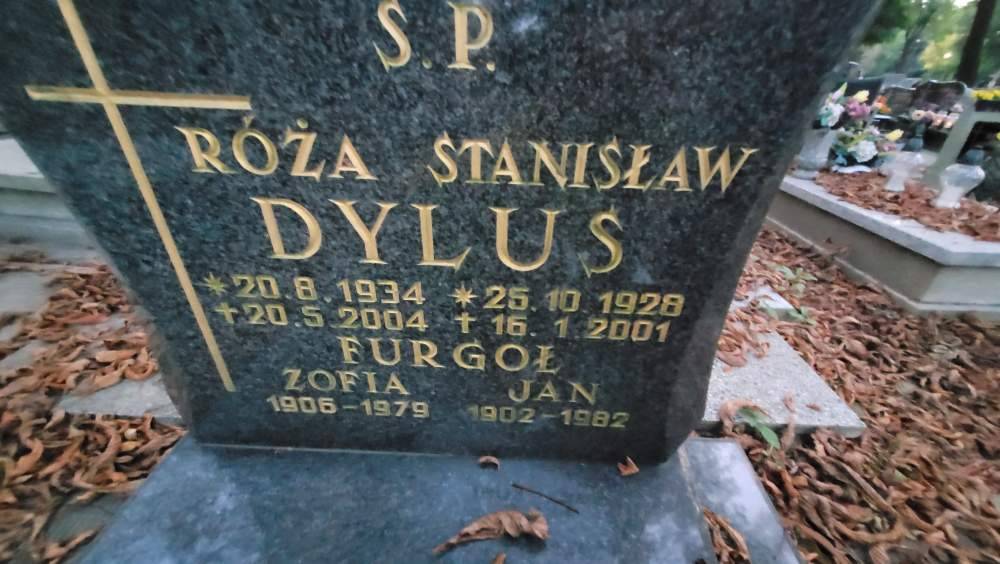 Ś.P.
RÓŻA STANISŁAW
DYLUS
*20.8.1934 *25.10.1928
†20.5.2004 †16.1.2001
FURGOŁ
ZOFIA JAN
1906-1979 1902-1982